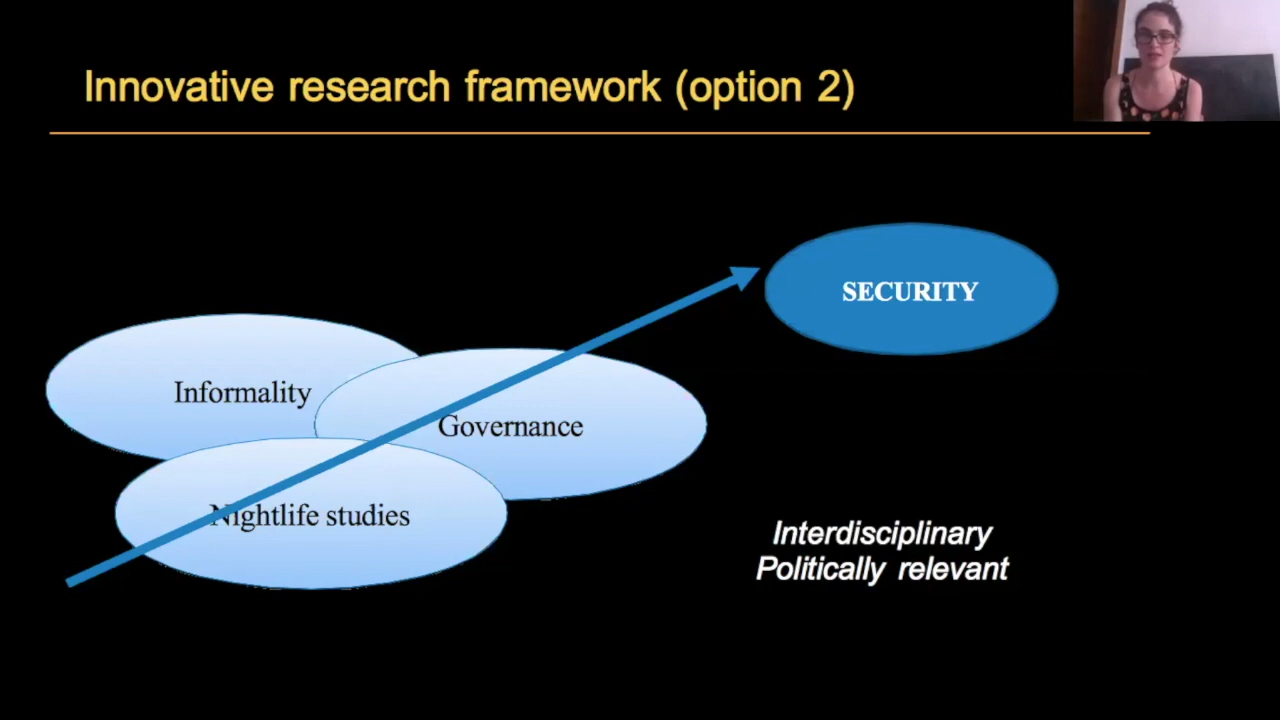 Innovative research framework (option 2)
SECURITY
Informality
Governance
Nightlife studies
Interdisciplinary
Politically relevant